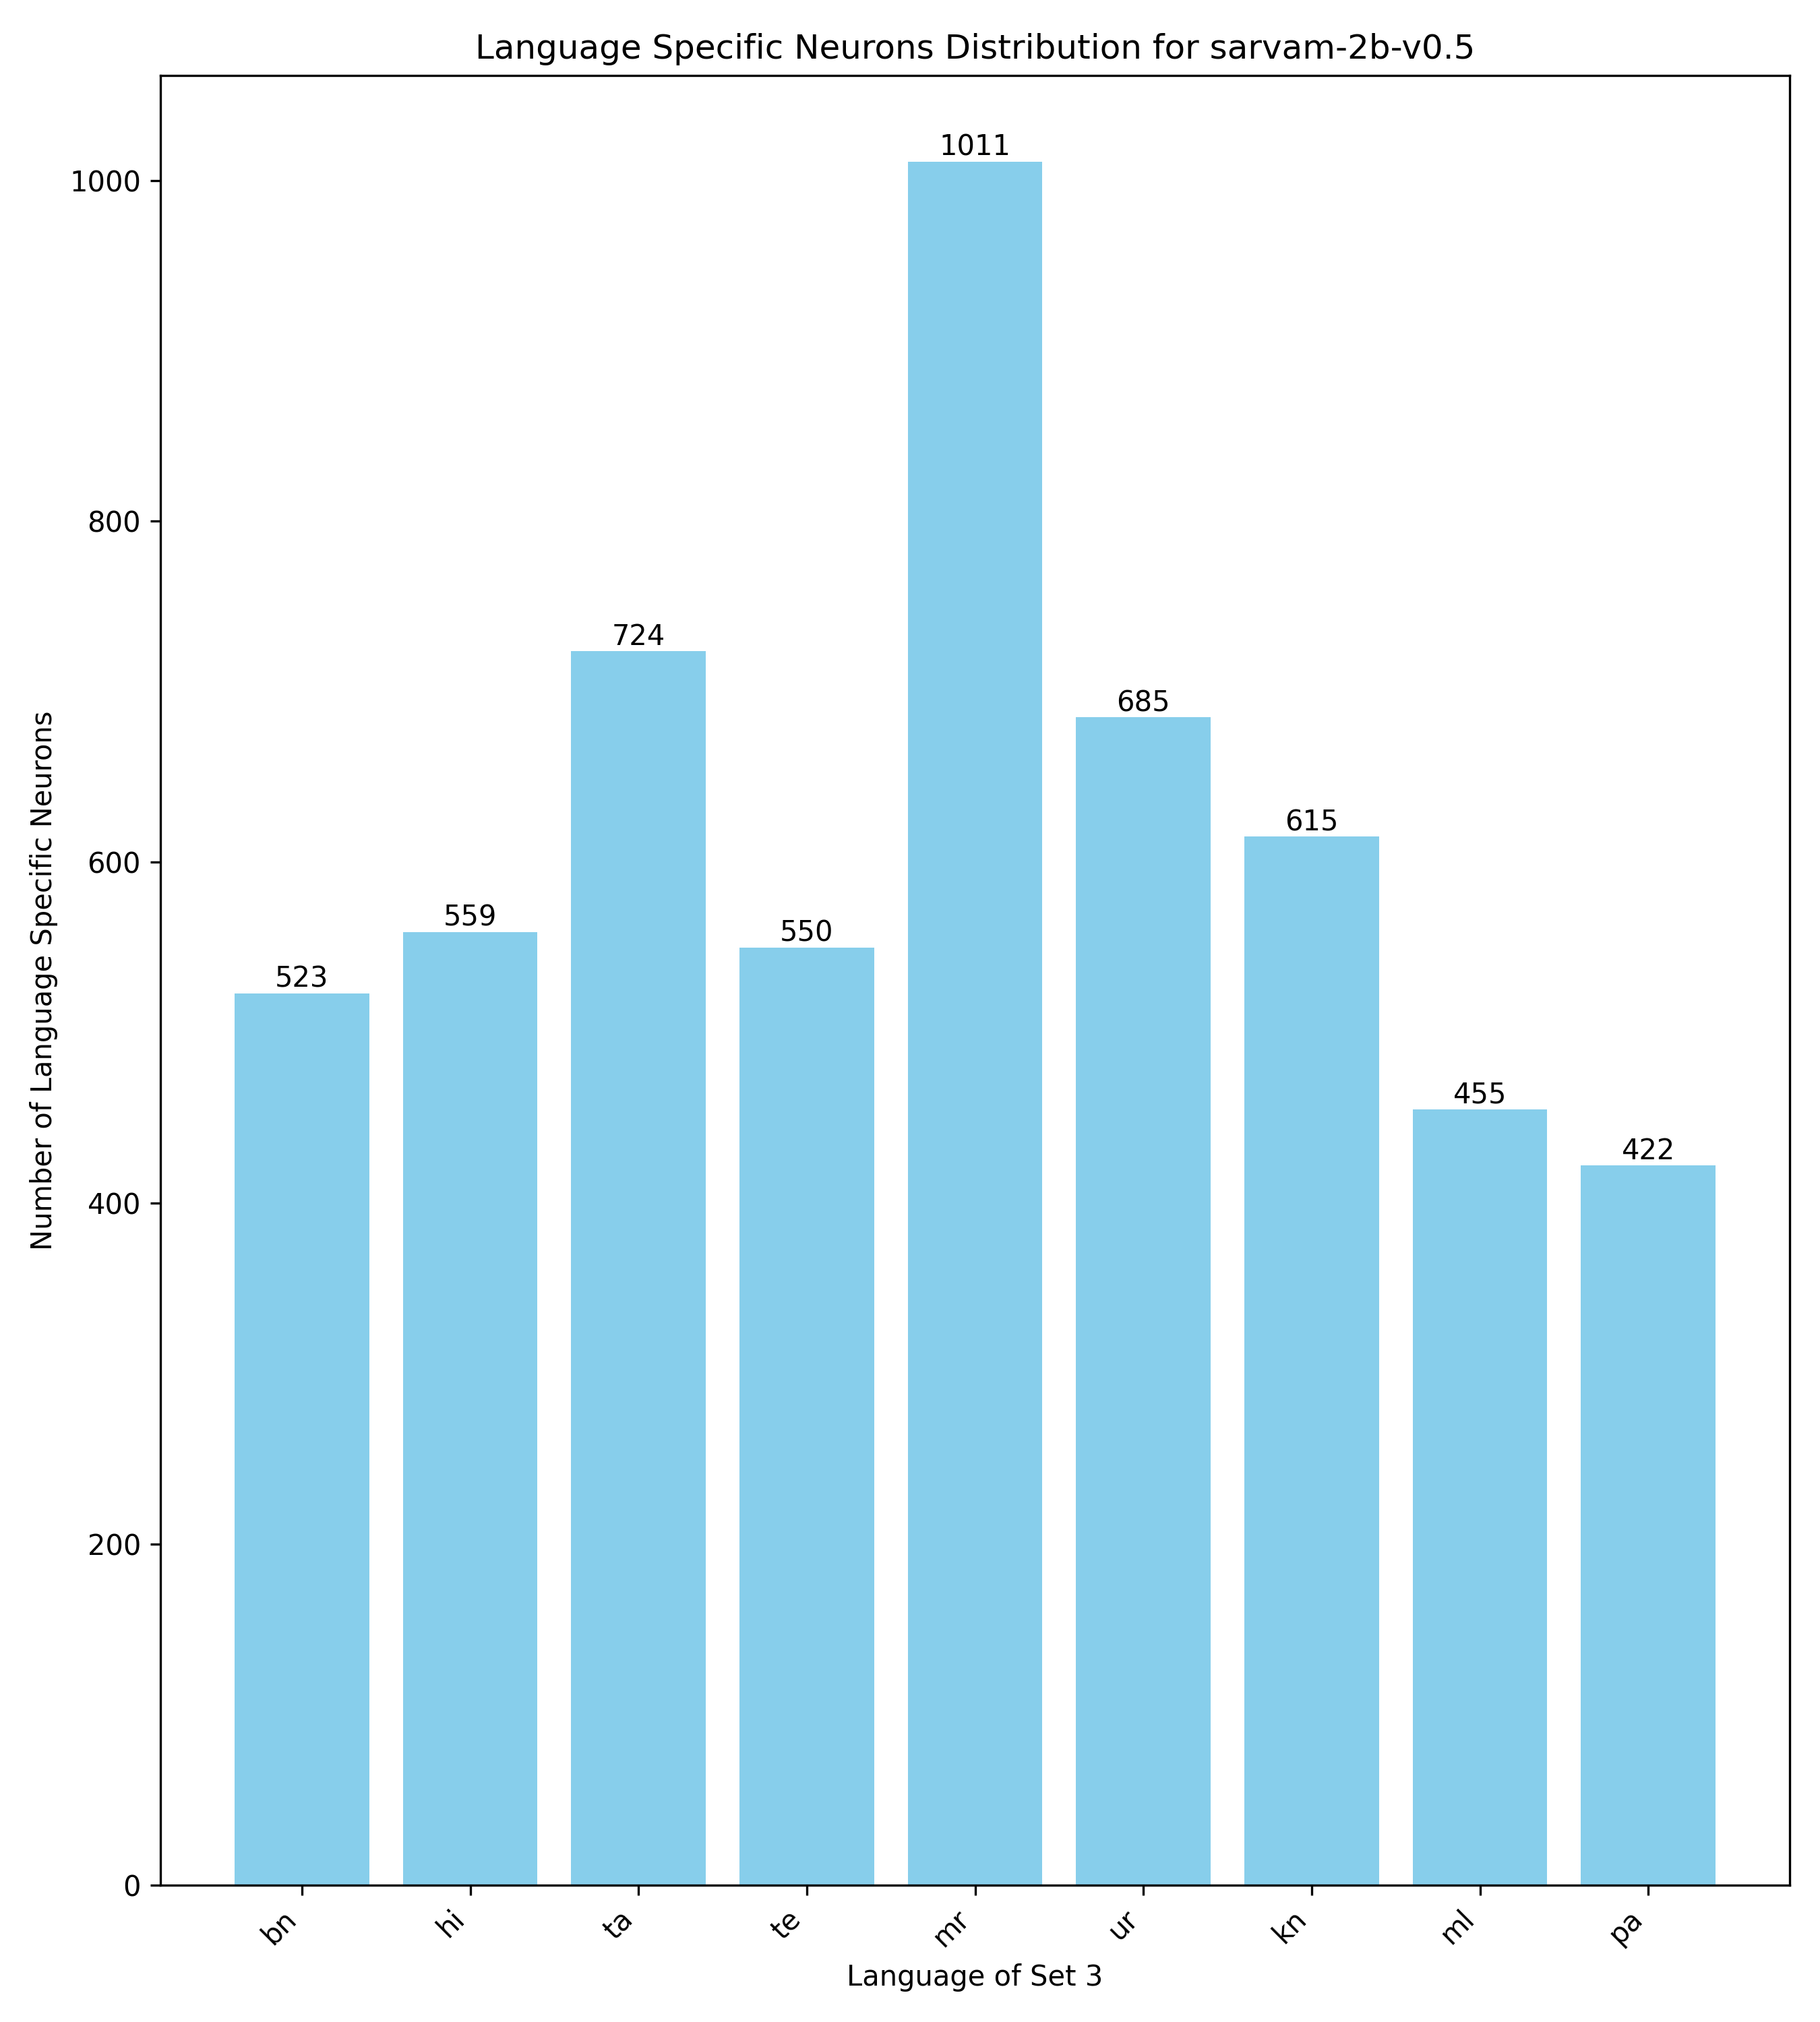 Language Specific Neurons Distribution for sarvam-2b-v0.5
Number of Language Specific Neurons
1000
800
600
400
200
0
523
559
724
550
1011
685
615
455
422
bn
hi
ta
te
mr
ur
kn
ml
pa
Language of Set 3